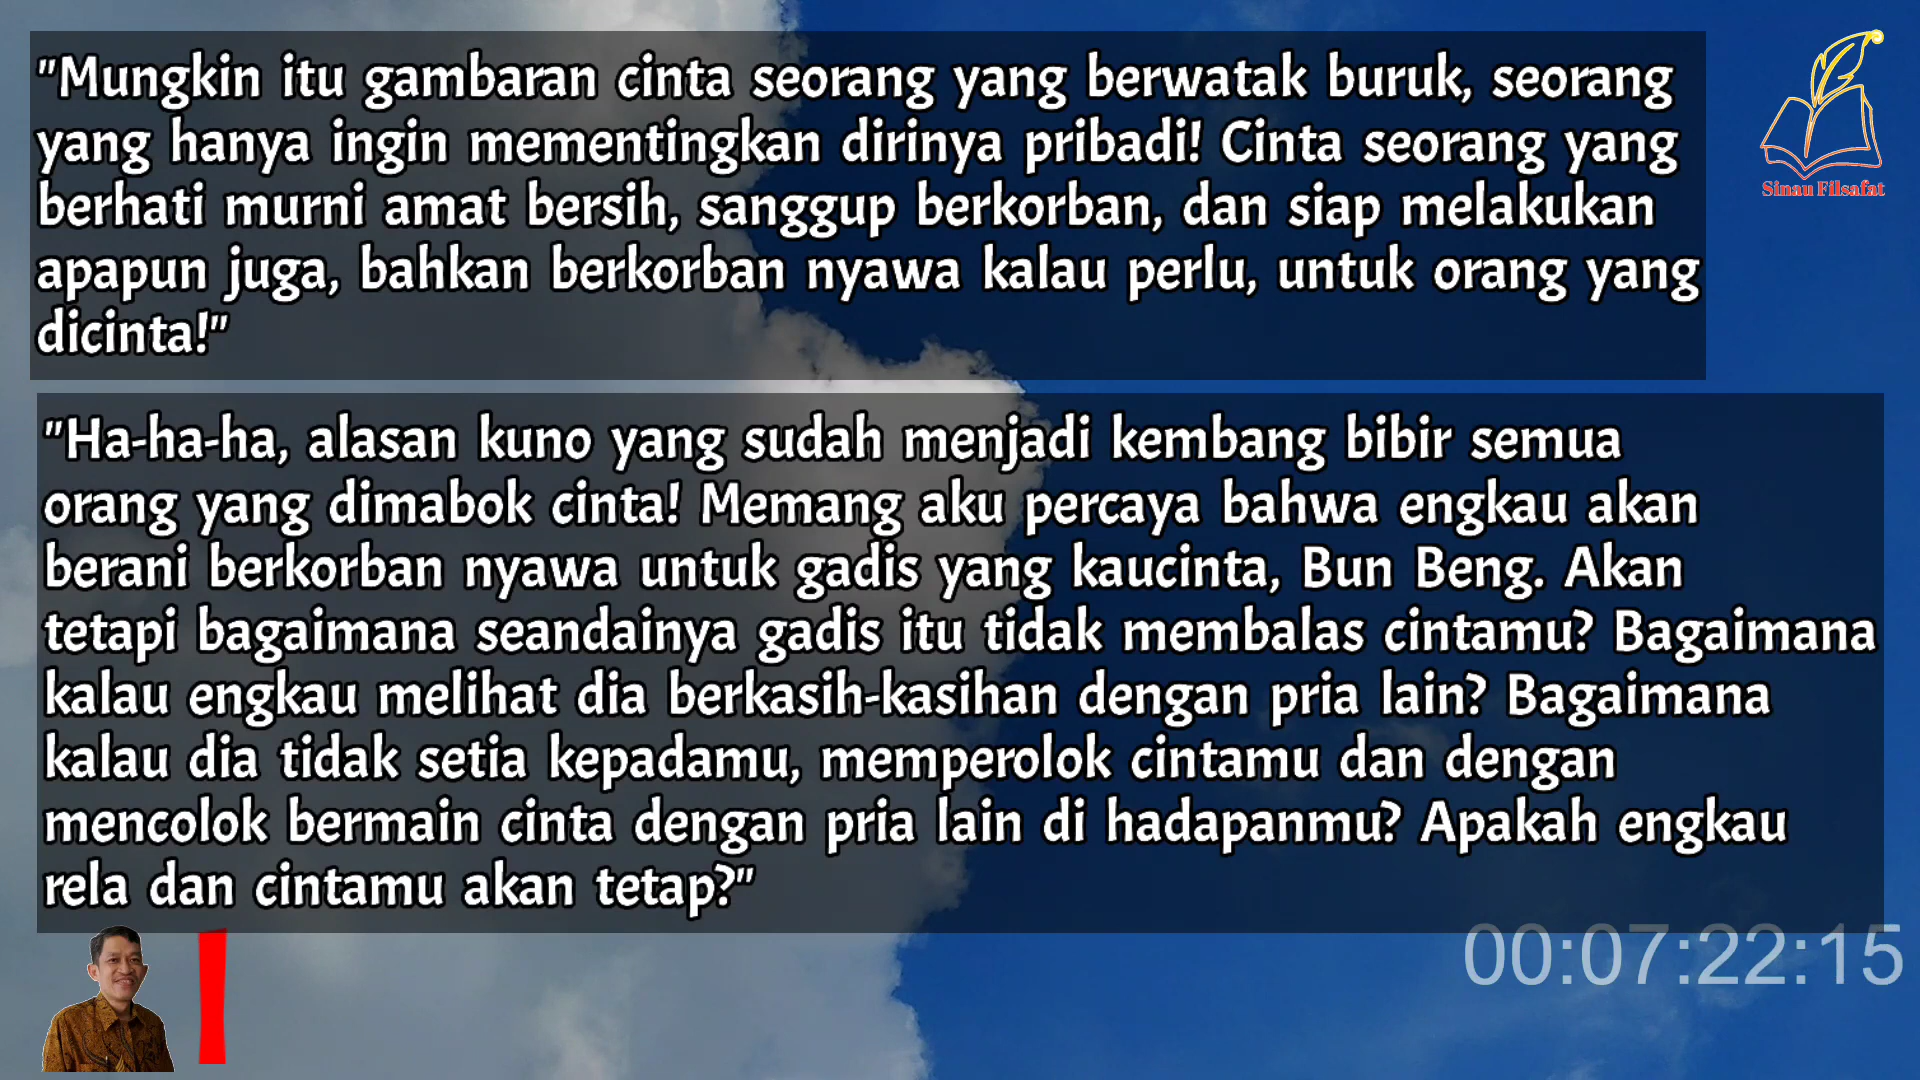 "Mungkin itu gambaran cinta seorang yang berwatak buruk, seorang
yang hanya ingin mementingkan dirinya pribadi! Cinta seorang yang
berhati murni amat bersih, sanggup berkorban, dan siap melakukan
apapun juga, bahkan berkorban nyawa kalau perlu, untuk orang yang
dicinta!"
Sinau Filsafat
"Ha-ha-ha, alasan kuno yang sudah menjadi kembang bibir semua
orang yang dimabok cinta! Memang aku percaya bahwa engkau akan
berani berkorban nyawa untuk gadis yang kaucinta, Bun Beng. Akan
tetapi bagaimana seandainya gadis itu tidak membalas cintamu? Bagaimana
kalau engkau melihat dia berkasih-kasihan dengan pria lain? Bagaimana
kalau dia tidak setia kepadamu, memperolok cintamu dan dengan
mencolok bermain cinta dengan pria lain di hadapanmu? Apakah engkau
rela dan cintamu akan tetap?"
00:07:22:15